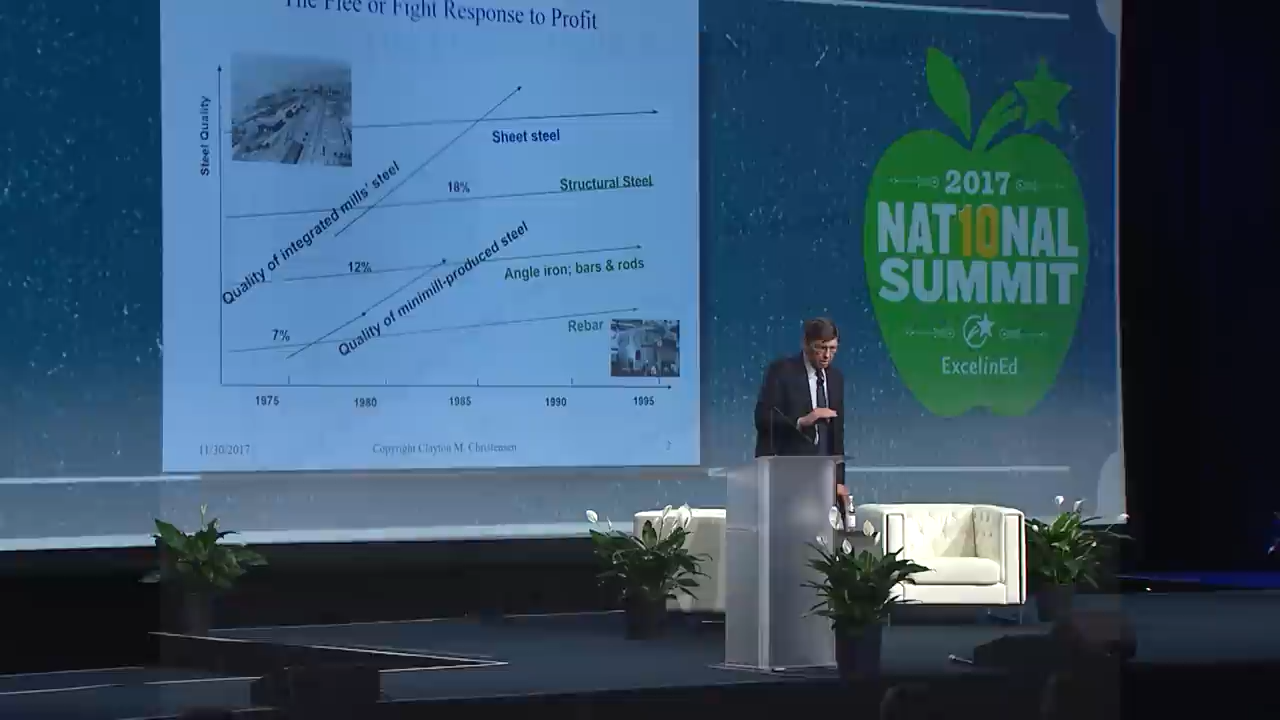 The Flee or Fight Response to Profit
Steel Quality
Sheet steel
18%
Structural Steel
Quality of integrated mills' steel
12%
Angle iron; bars & rods
Quality of minimill-produced steel
7%
Rebar
1975 1980 1985 1990 1995
11/30/2017 Copyright Clayton M. Christensen 2
2017
NAT10NAL
SUMMIT
ExcelinEd